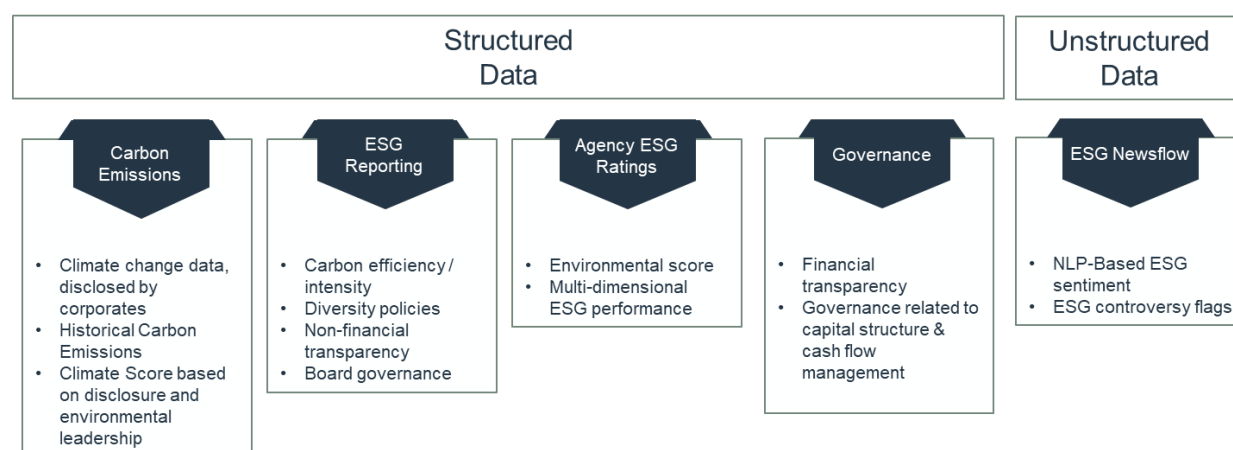 Structured
Data
Unstructured
Data
Carbon
Emissions
• Climate change data,
disclosed by
corporates
• Historical Carbon
Emissions
• Climate Score based
on disclosure and
environmental
leadership
ESG
Reporting
• Carbon efficiency /
intensity
• Diversity policies
• Non-financial
transparency
• Board governance
Agency ESG
Ratings
• Environmental score
• Multi-dimensional
ESG performance
Governance
• Financial
transparency
• Governance related to
capital structure &
cash flow
management
ESG Newsflow
• NLP-Based ESG
sentiment
• ESG controversy flags